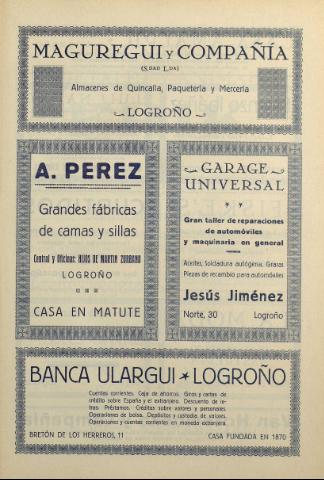 MAGUREGUI Y COMPAÑÍA
(S.DAD L.DA)
Almacenes de Quincalla, Paquetería y Mercería
LOGROÑO
A. PEREZ
Grandes fábricas
de camas y sillas
Central y Oficinas: HIJOS DE MARTIN ZURBANO
LOGROÑO
CASA EN MATUTE
GARAGE
UNIVERSAL
Gran taller de reparaciones
de automóviles
y maquinaria en general
Aceites, Soldadura autógena, Grasas
Piezas de recambio para automóviles
Jesús Jiménez
Norte, 30 Logroño
BANCA ULARGUI ★ LOGROÑO
Cuentas corrientes. Caja de ahorros. Giros y cartas de
crédito sobre España y el extranjero. Descuento de le-
tras. Préstamos. Créditos sobre valores y personales.
Operaciones de bolsa. Depósitos y custodia de valores.
Operaciones y cuentas corrientes en moneda extranjera.
BRETÓN DE LOS HERREROS, 11 CASA FUNDADA EN 1870